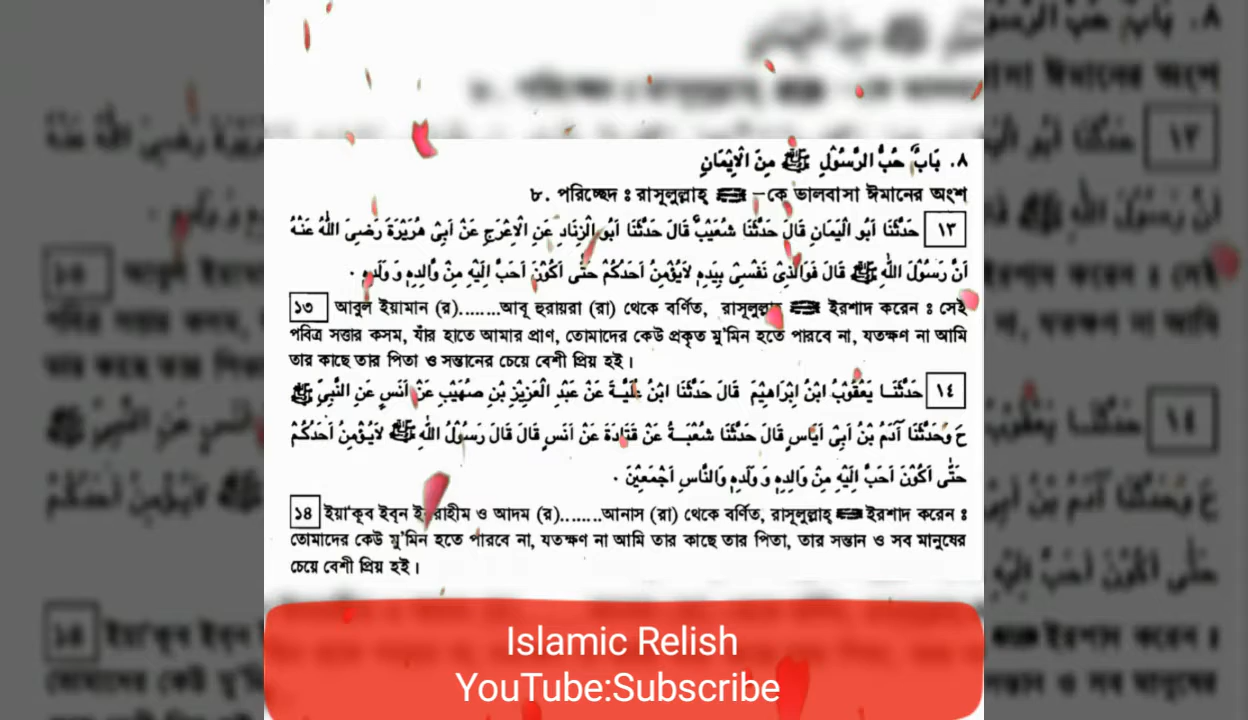 ٨. بَابٌ حُبُّ الرَّسُوْلِ ﷺ مِنَ الْاِيْمَانِ
৮. পরিচ্ছেদ ঃ রাসূলুল্লাহ্ ﷺ -কে ভালবাসা ঈমানের অংশ
١٣ حَدَّثَنَا اَبُو الْيَمَانِ قَالَ حَدَّثَنَا شُعَيْبٌ قَالَ حَدَّثَنَا اَبُو الزِّنَادِ عَنِ الْاَعْرَجِ عَنْ اَبِىْ هُرَيْرَةَ رَضِىَ اللّٰهُ عَنْهُ
اَنَّ رَسُوْلَ اللّٰهِ ﷺ قَالَ فَوَالَّذِىْ نَفْسِىْ بِيَدِهِ لَايُؤْمِنُ اَحَدُكُمْ حَتّٰى اَكُوْنَ اَحَبَّ اِلَيْهِ مِنْ وَّالِدِهِ وَ وَلَدِهِ ٠
১৩ আবুল ইয়ামান (র).......আবূ হুরায়রা (রা) থেকে বর্ণিত, রাসূলুল্লাহ্ ﷺ ইরশাদ করেন ঃ সেই
পবিত্র সত্তার কসম, যাঁর হাতে আমার প্রাণ, তোমাদের কেউ প্রকৃত মু'মিন হতে পারবে না, যতক্ষণ না আমি
তার কাছে তার পিতা ও সন্তানের চেয়ে বেশী প্রিয় হই।
١٤ حَدَّثَنَا يَعْقُوْبُ ابْنُ اِبْرَاهِيْمَ قَالَ حَدَّثَنَا ابْنُ عُلَيَّةَ عَنْ عَبْدِ الْعَزِيْزِ بْنِ صُهَيْبٍ عَنْ اَنَسٍ عَنِ النَّبِىِّ ﷺ
ح وَحَدَّثَنَا آدَمُ بْنُ اَبِىْ اَيَاسٍ قَالَ حَدَّثَنَا شُعْبَةُ عَنْ قَتَادَةَ عَنْ اَنَسٍ قَالَ قَالَ رَسُوْلُ اللّٰهِ ﷺ لَايُؤْمِنُ اَحَدُكُمْ
حَتّٰى اَكُوْنَ اَحَبَّ اِلَيْهِ مِنْ وَالِدِهِ وَ وَلَدِهِ وَالنَّاسِ اَجْمَعِيْنَ ٠
১৪ ইয়া'কূব ইব্‌ন ইবরাহীম ও আদম (র).......আনাস (রা) থেকে বর্ণিত, রাসূলুল্লাহ্ ﷺ ইরশাদ করেন ঃ
তোমাদের কেউ মু'মিন হতে পারবে না, যতক্ষণ না আমি তার কাছে তার পিতা, তার সন্তান ও সব মানুষের
চেয়ে বেশী প্রিয় হই।
Islamic Relish
YouTube:Subscribe